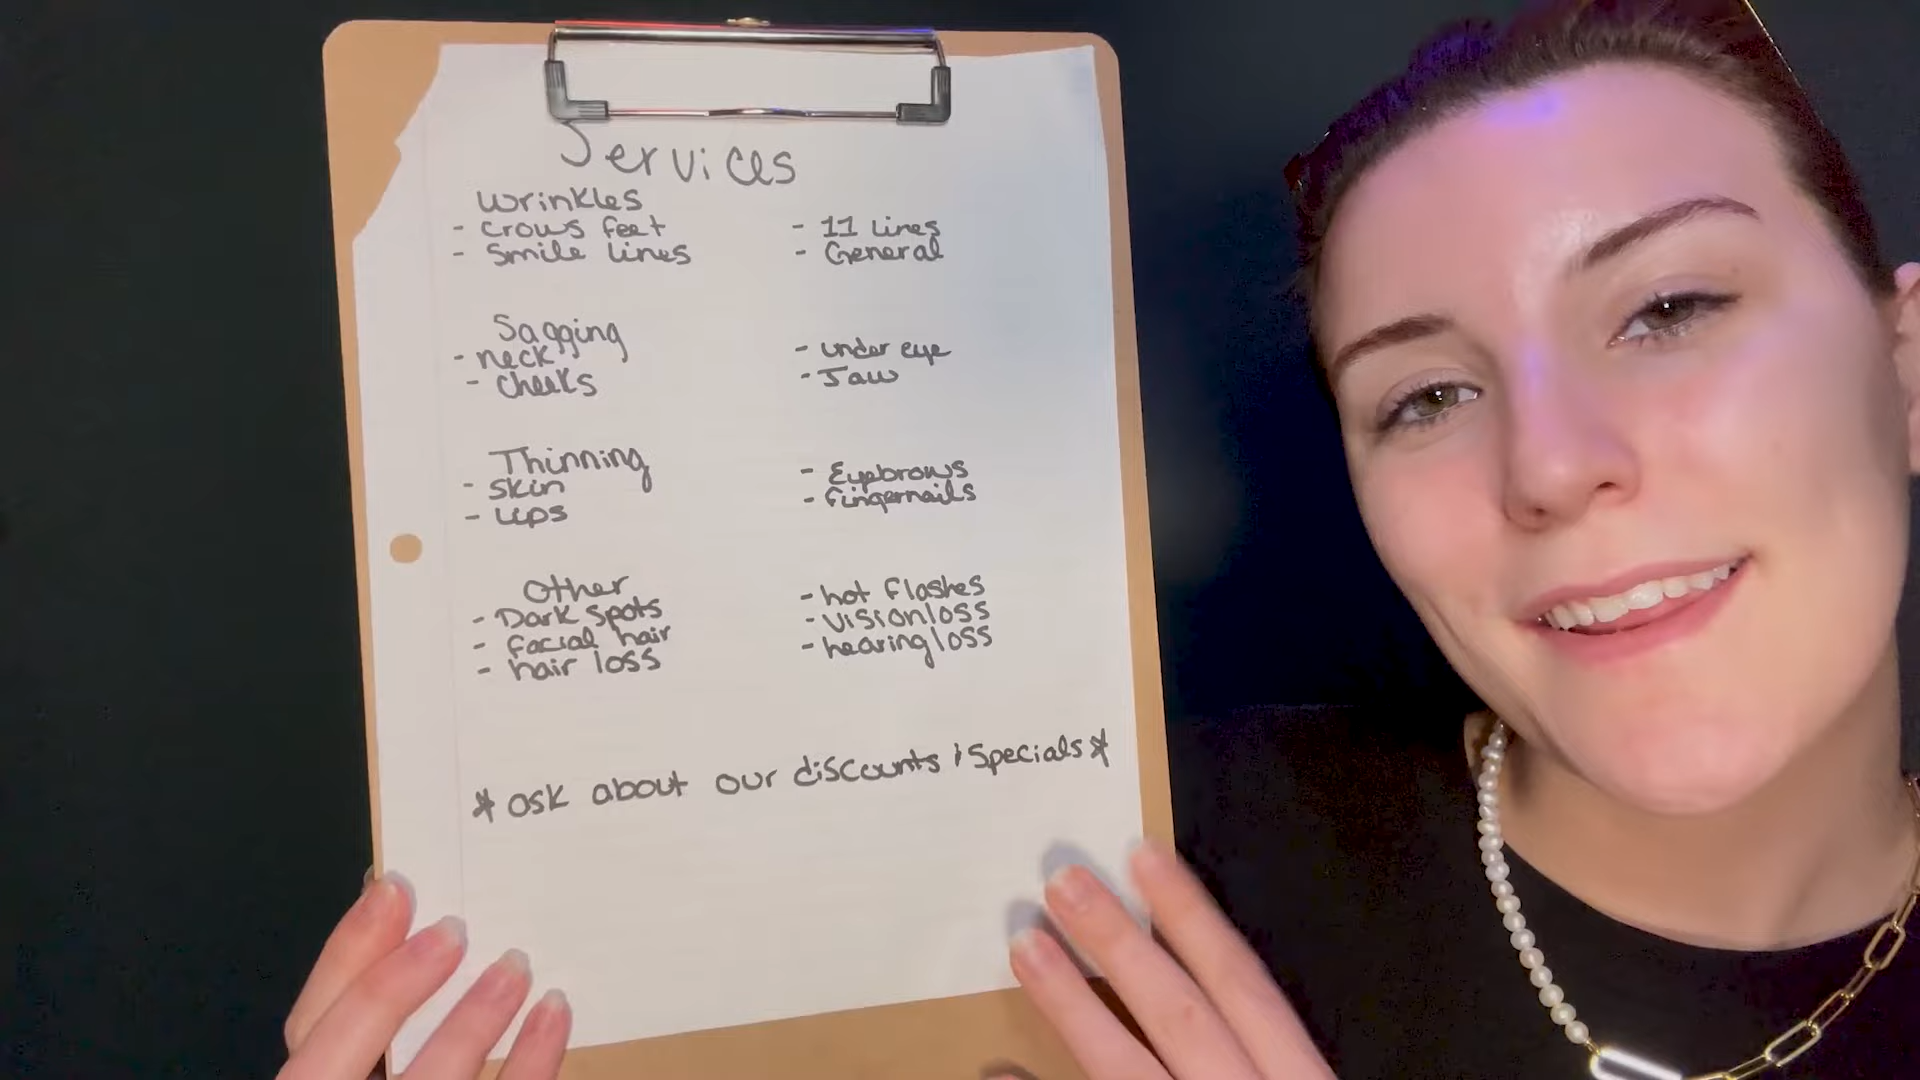 Services
Wrinkles
- Crows feet - 11 Lines
- Smile lines - General
Sagging
- neck - under eye
- cheeks - Jaw
Thinning
- skin - Eyebrows
- Lips - fingernails
Other
- Dark spots - hot flashes
- facial hair - vision loss
- hair loss - hearing loss
* ask about our discounts & specials *